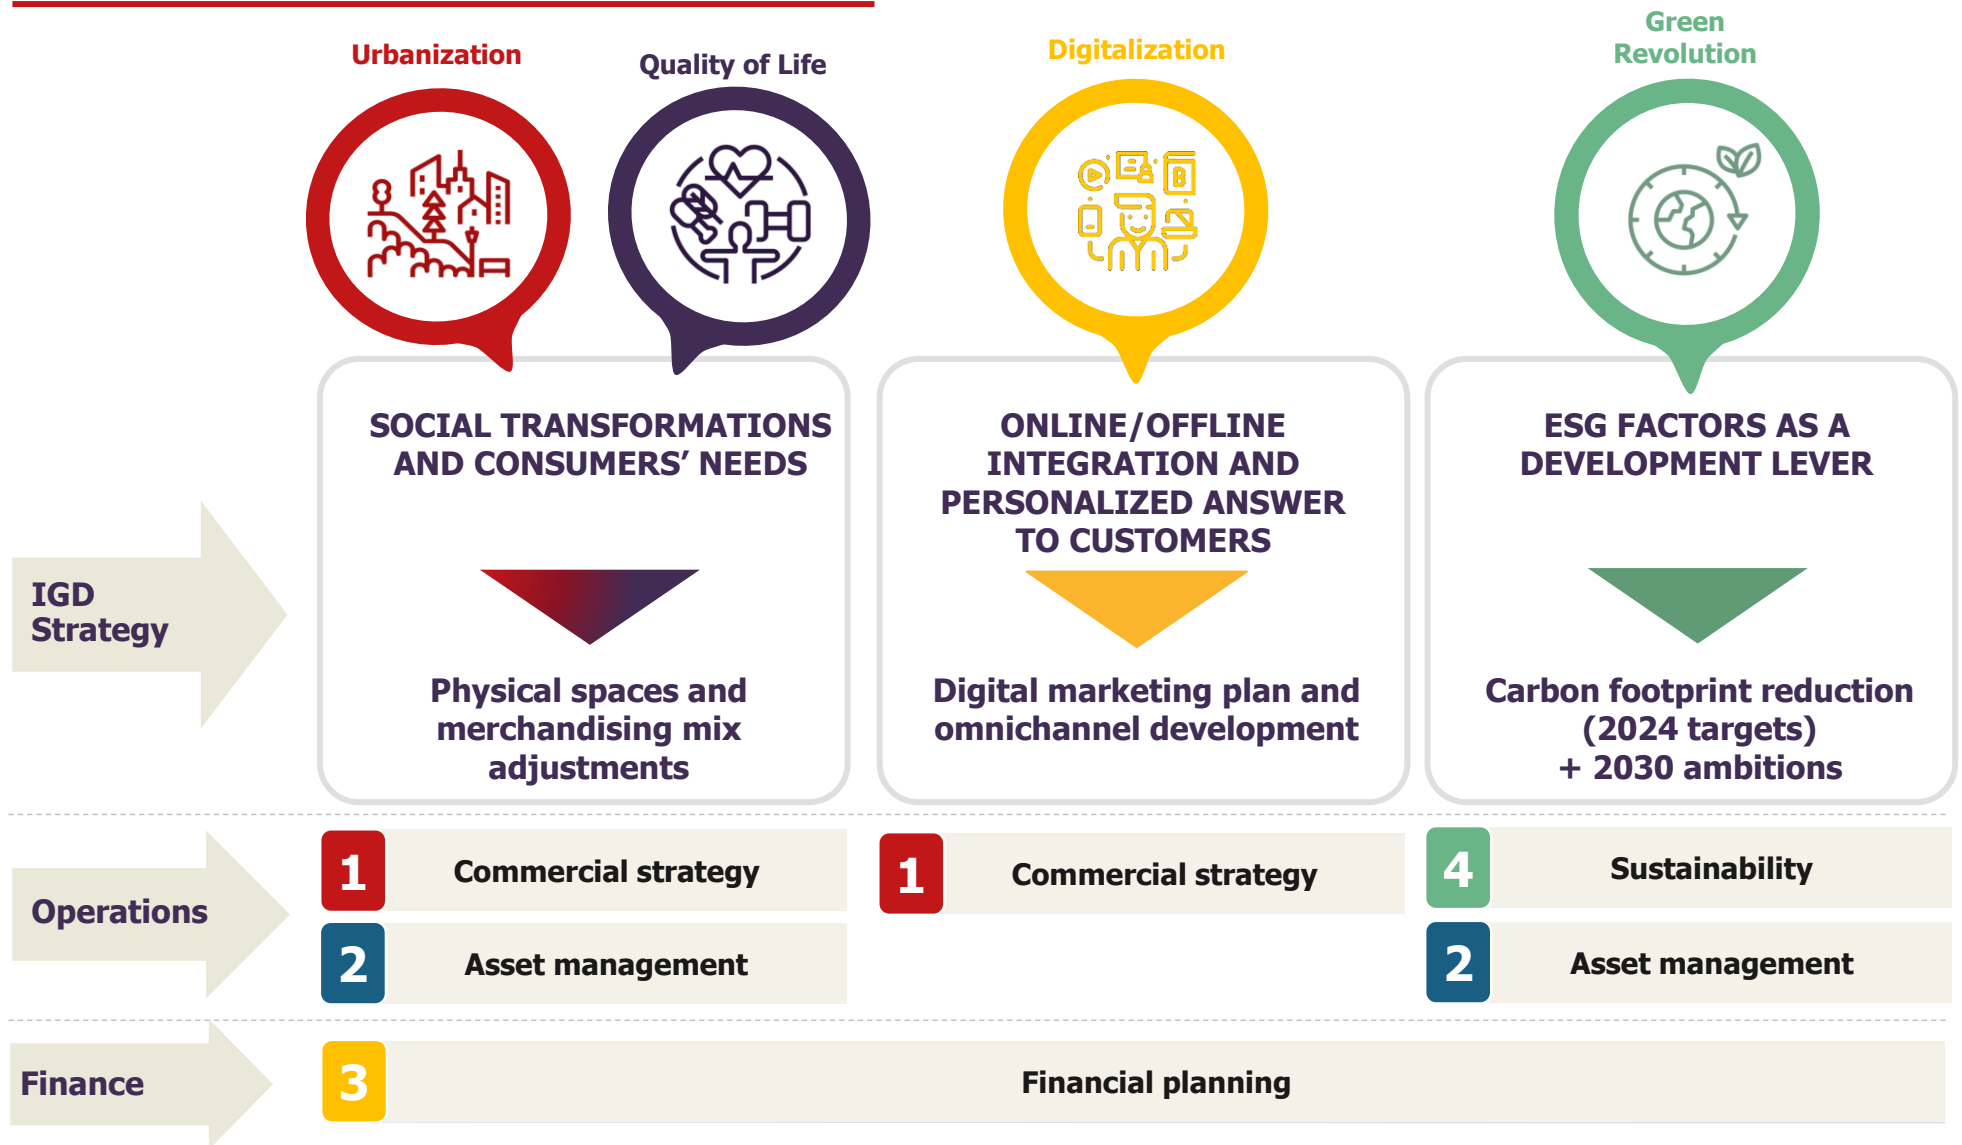 Urbanization
Quality of Life
Digitalization
Green
Revolution
B
SOCIAL TRANSFORMATIONS
AND CONSUMERS’ NEEDS
ONLINE/OFFLINE
INTEGRATION AND
PERSONALIZED ANSWER
TO CUSTOMERS
ESG FACTORS AS A
DEVELOPMENT LEVER
IGD
Strategy
Physical spaces and
merchandising mix
adjustments
Digital marketing plan and
omnichannel development
Carbon footprint reduction
(2024 targets)
+ 2030 ambitions
Operations
1 Commercial strategy
2 Asset management
1 Commercial strategy
4 Sustainability
2 Asset management
Finance
3 Financial planning